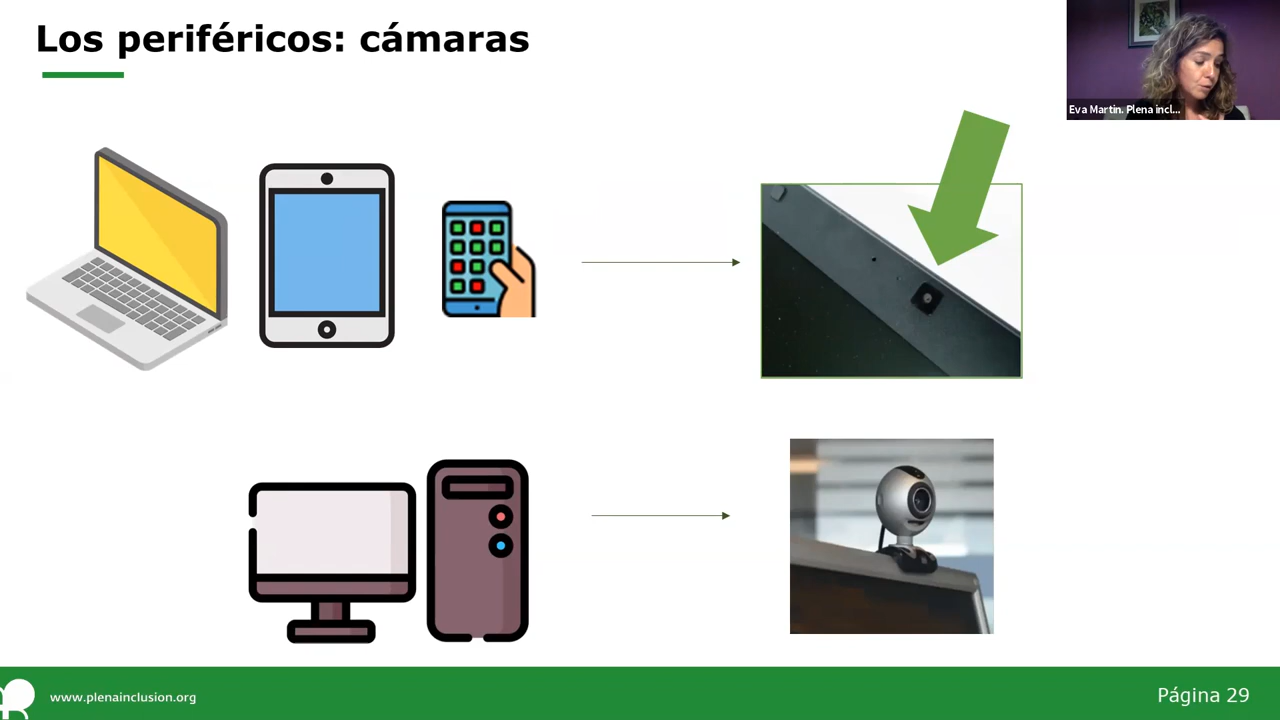 Los periféricos: cámaras
Eva Martin. Plena incl...
www.plenainclusion.org
Página 29